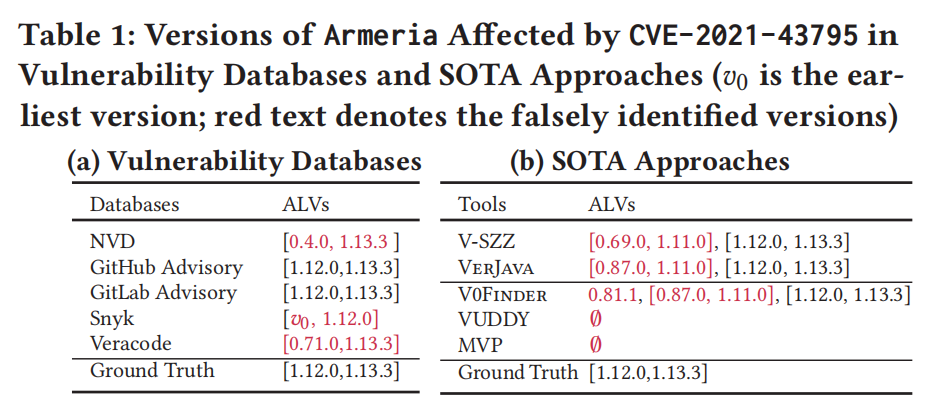 Table 1: Versions of Armeria Affected by CVE-2021-43795 in
Vulnerability Databases and SOTA Approaches (v0 is the ear-
liest version; red text denotes the falsely identified versions)
(a) Vulnerability Databases
Databases ALVs
NVD [0.4.0, 1.13.3 ]
GitHub Advisory [1.12.0,1.13.3]
GitLab Advisory [1.12.0,1.13.3]
Snyk [v0, 1.12.0]
Veracode [0.71.0,1.13.3]
Ground Truth [1.12.0,1.13.3]
(b) SOTA Approaches
Tools ALVs
V-SZZ [0.69.0, 1.11.0], [1.12.0, 1.13.3]
VerJava [0.87.0, 1.11.0], [1.12.0, 1.13.3]
V0Finder 0.81.1, [0.87.0, 1.11.0], [1.12.0, 1.13.3]
VUDDY ∅
MVP ∅
Ground Truth [1.12.0,1.13.3]